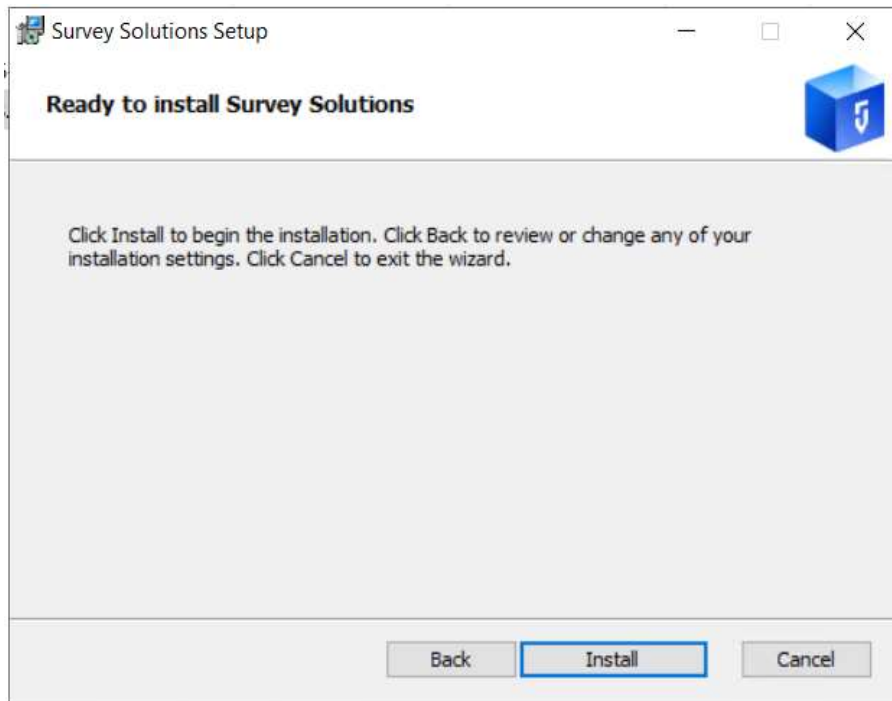 Survey Solutions Setup
Ready to install Survey Solutions
Click Install to begin the installation. Click Back to review or change any of your
installation settings. Click Cancel to exit the wizard.
Back Install Cancel